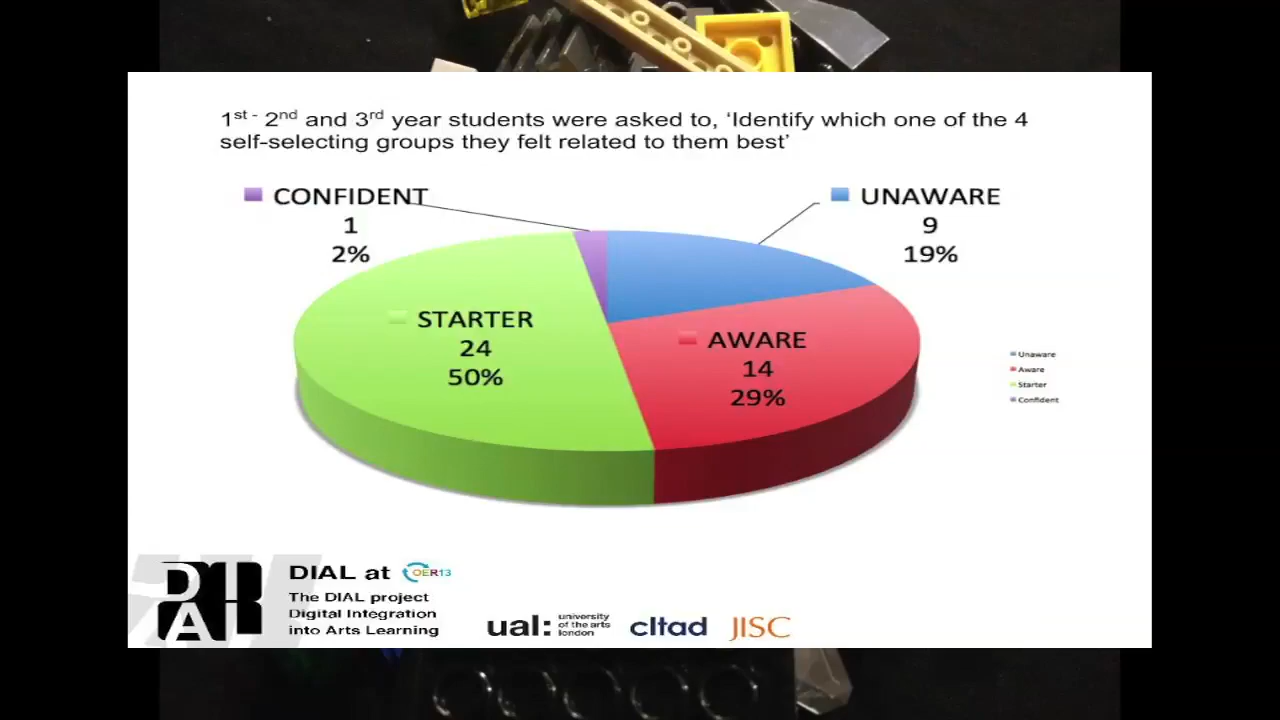 1st - 2nd and 3rd year students were asked to, ‘Identify which one of the 4
self-selecting groups they felt related to them best’
CONFIDENT
1
2%
UNAWARE
9
19%
STARTER
24
50%
AWARE
14
29%
Unaware
Aware
Starter
Confident
DIAL
DIAL at OER13
The DIAL project
Digital Integration
into Arts Learning
ual: university
of the arts
london
cltad
JISC